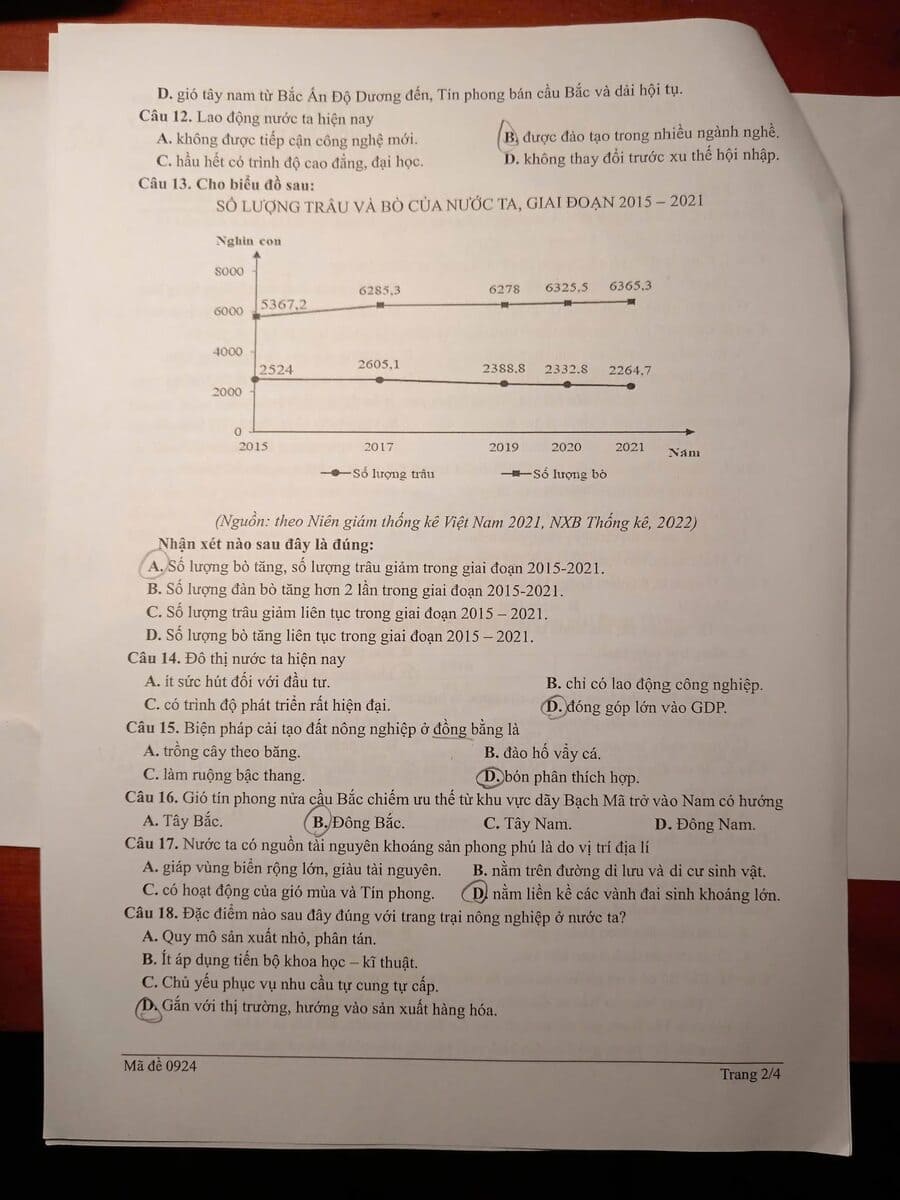 D. gió tây nam từ Bắc Ấn Độ Dương đến, Tín phong bán cầu Bắc và dải hội tụ.
Câu 12. Lao động nước ta hiện nay
A. không được tiếp cận công nghệ mới. B. được đào tạo trong nhiều ngành nghề.
C. hầu hết có trình độ cao đẳng, đại học. D. không thay đổi trước xu thế hội nhập.
Câu 13. Cho biểu đồ sau:
SỐ LƯỢNG TRÂU VÀ BÒ CỦA NƯỚC TA, GIAI ĐOẠN 2015 – 2021
Nghìn con
8000
6285,3 6278 6325,5 6365,3
6000 5367,2
4000
2524 2605,1 2388,8 2332,8 2264,7
2000
0
2015 2017 2019 2020 2021 Năm
Số lượng trâu Số lượng bò
(Nguồn: theo Niên giám thống kê Việt Nam 2021, NXB Thống kê, 2022)
Nhận xét nào sau đây là đúng:
A. Số lượng bò tăng, số lượng trâu giảm trong giai đoạn 2015-2021.
B. Số lượng đàn bò tăng hơn 2 lần trong giai đoạn 2015-2021.
C. Số lượng trâu giảm liên tục trong giai đoạn 2015 – 2021.
D. Số lượng bò tăng liên tục trong giai đoạn 2015 – 2021.
Câu 14. Đô thị nước ta hiện nay
A. ít sức hút đối với đầu tư. B. chỉ có lao động công nghiệp.
C. có trình độ phát triển rất hiện đại. D. đóng góp lớn vào GDP.
Câu 15. Biện pháp cải tạo đất nông nghiệp ở đồng bằng là
A. trồng cây theo băng. B. đào hố vẩy cá.
C. làm ruộng bậc thang. D. bón phân thích hợp.
Câu 16. Gió tín phong nửa cầu Bắc chiếm ưu thế từ khu vực dãy Bạch Mã trở vào Nam có hướng
A. Tây Bắc. B. Đông Bắc. C. Tây Nam. D. Đông Nam.
Câu 17. Nước ta có nguồn tài nguyên khoáng sản phong phú là do vị trí địa lí
A. giáp vùng biển rộng lớn, giàu tài nguyên. B. nằm trên đường di lưu và di cư sinh vật.
C. có hoạt động của gió mùa và Tín phong. D. nằm liền kề các vành đai sinh khoáng lớn.
Câu 18. Đặc điểm nào sau đây đúng với trang trại nông nghiệp ở nước ta?
A. Quy mô sản xuất nhỏ, phân tán.
B. Ít áp dụng tiến bộ khoa học – kĩ thuật.
C. Chủ yếu phục vụ nhu cầu tự cung tự cấp.
D. Gắn với thị trường, hướng vào sản xuất hàng hóa.
Mã đề 0924 Trang 2/4